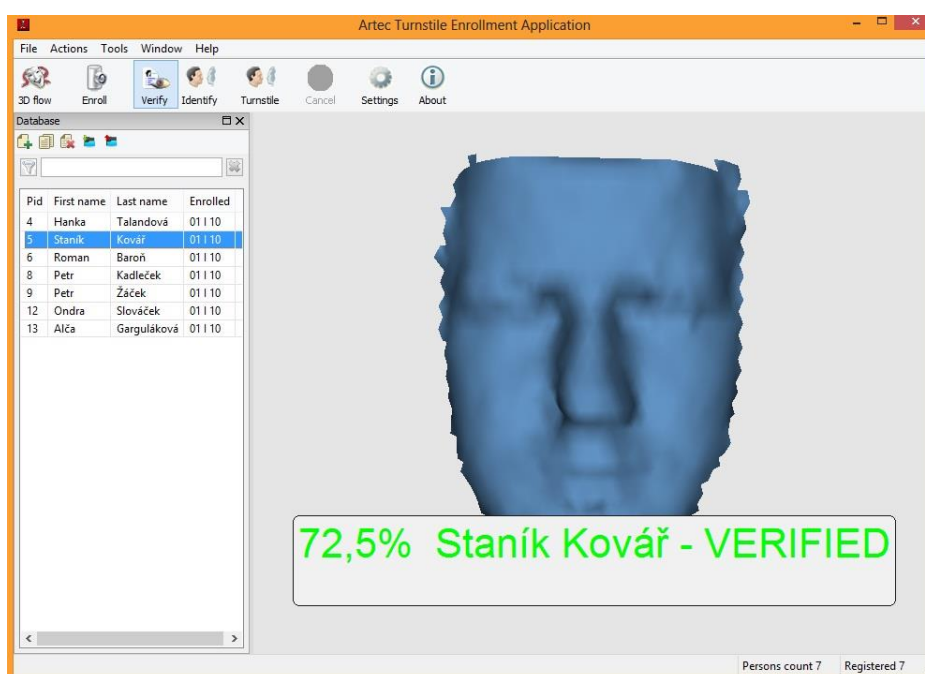 Artec Turnstile Enrollment Application
File Actions Tools Window Help
3D flow Enroll Verify Identify Turnstile Cancel Settings About
Database
Pid First name Last name Enrolled
4 Hanka Talandová 01 I 10
5 Staník Kovář 01 I 10
6 Roman Baroň 01 I 10
8 Petr Kadleček 01 I 10
9 Petr Žáček 01 I 10
12 Ondra Slováček 01 I 10
13 Alča Garguláková 01 I 10
72,5% Staník Kovář - VERIFIED
Persons count 7 Registered 7